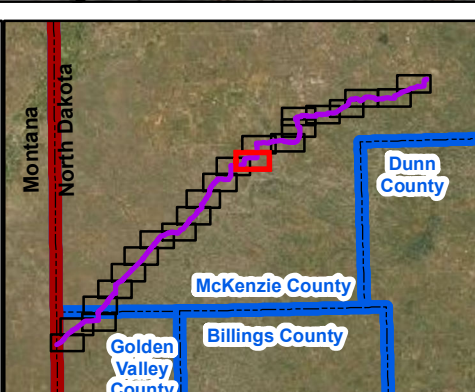 Montana
North Dakota
Dunn
County
McKenzie County
Billings County
Golden
Valley
County